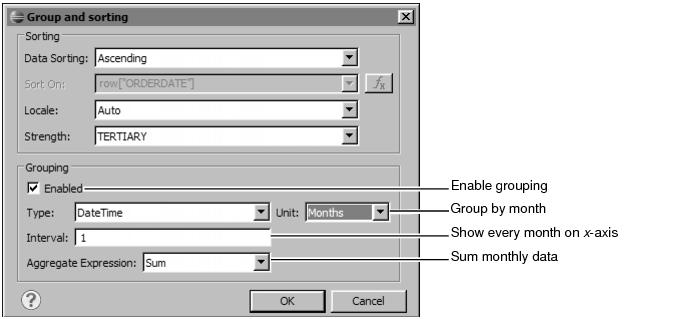 Group and sorting
Sorting
Data Sorting: Ascending
Sort On: row["ORDERDATE"] fx
Locale: Auto
Strength: TERTIARY
Grouping
Enabled Enable grouping
Type: DateTime Unit: Months Group by month
Interval: 1 Show every month on x-axis
Aggregate Expression: Sum Sum monthly data
? OK Cancel